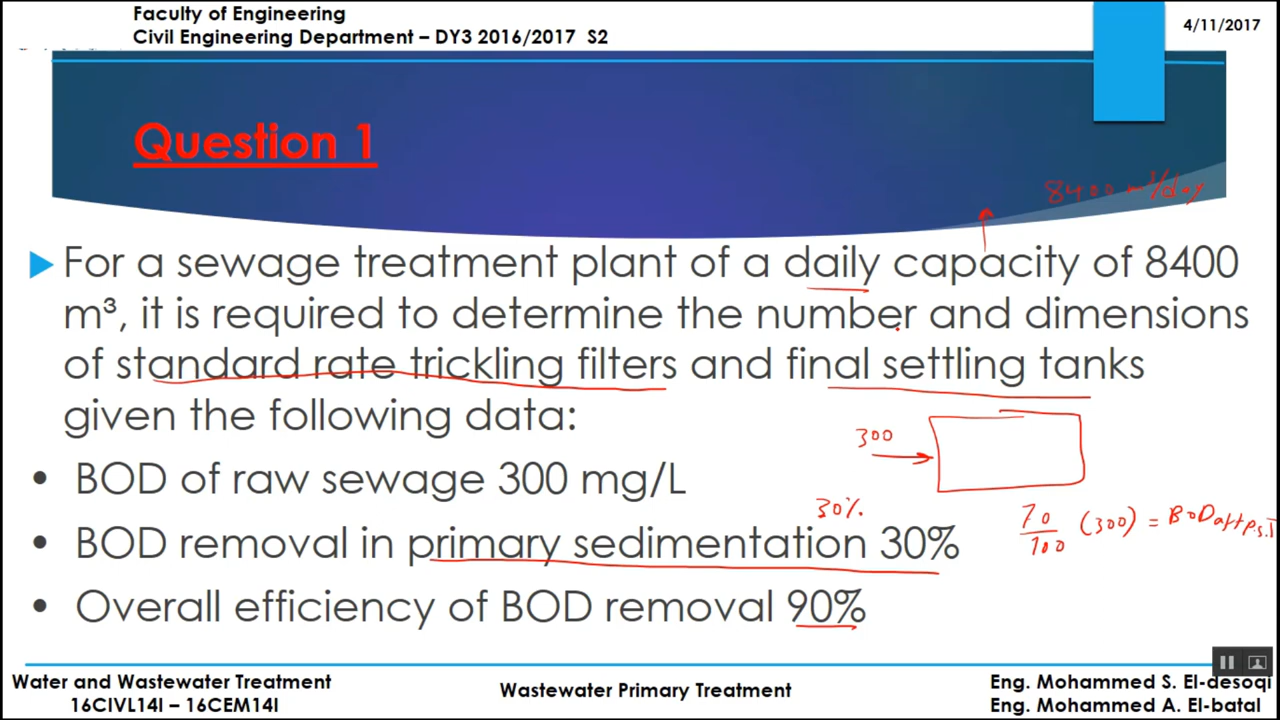 Faculty of Engineering
Civil Engineering Department – DY3 2016/2017 S2
4/11/2017
Question 1
8400 m³/day
For a sewage treatment plant of a daily capacity of 8400
m³, it is required to determine the number and dimensions
of standard rate trickling filters and final settling tanks
given the following data:
300
• BOD of raw sewage 300 mg/L
30%
70/100 (300) = BOD aft P.S.T
• BOD removal in primary sedimentation 30%
• Overall efficiency of BOD removal 90%
Water and Wastewater Treatment
16CIVL14I – 16CEM14I
Wastewater Primary Treatment
Eng. Mohammed S. El-desoqi
Eng. Mohammed A. El-batal